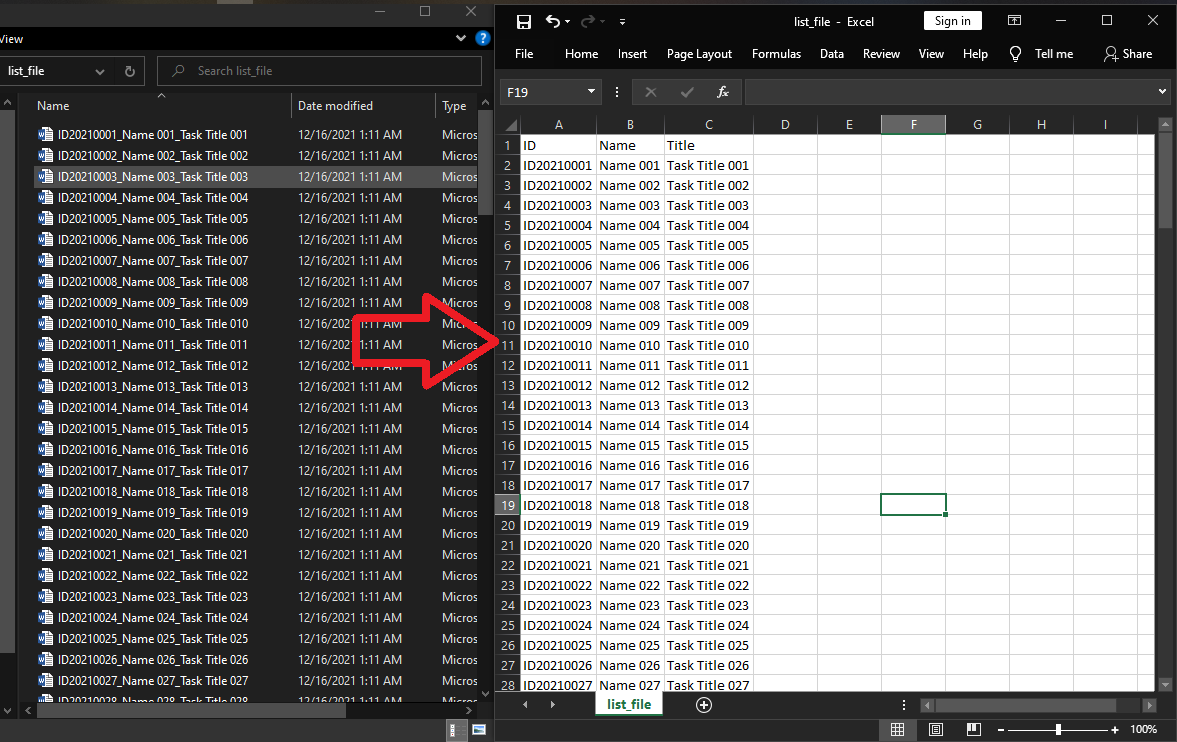 View
?
list_file
Search list_file
Name Date modified Type
ID20210001_Name 001_Task Title 001 12/16/2021 1:11 AM Micros
ID20210002_Name 002_Task Title 002 12/16/2021 1:11 AM Micros
ID20210003_Name 003_Task Title 003 12/16/2021 1:11 AM Micros
ID20210004_Name 004_Task Title 004 12/16/2021 1:11 AM Micros
ID20210005_Name 005_Task Title 005 12/16/2021 1:11 AM Micros
ID20210006_Name 006_Task Title 006 12/16/2021 1:11 AM Micros
ID20210007_Name 007_Task Title 007 12/16/2021 1:11 AM Micros
ID20210008_Name 008_Task Title 008 12/16/2021 1:11 AM Micros
ID20210009_Name 009_Task Title 009 12/16/2021 1:11 AM Micros
ID20210010_Name 010_Task Title 010 12/16/2021 1:11 AM Micros
ID20210011_Name 011_Task Title 011 12/16/2021 1:11 AM Micros
ID20210012_Name 012_Task Title 012 12/16/2021 1:11 AM Micros
ID20210013_Name 013_Task Title 013 12/16/2021 1:11 AM Micros
ID20210014_Name 014_Task Title 014 12/16/2021 1:11 AM Micros
ID20210015_Name 015_Task Title 015 12/16/2021 1:11 AM Micros
ID20210016_Name 016_Task Title 016 12/16/2021 1:11 AM Micros
ID20210017_Name 017_Task Title 017 12/16/2021 1:11 AM Micros
ID20210018_Name 018_Task Title 018 12/16/2021 1:11 AM Micros
ID20210019_Name 019_Task Title 019 12/16/2021 1:11 AM Micros
ID20210020_Name 020_Task Title 020 12/16/2021 1:11 AM Micros
ID20210021_Name 021_Task Title 021 12/16/2021 1:11 AM Micros
ID20210022_Name 022_Task Title 022 12/16/2021 1:11 AM Micros
ID20210023_Name 023_Task Title 023 12/16/2021 1:11 AM Micros
ID20210024_Name 024_Task Title 024 12/16/2021 1:11 AM Micros
ID20210025_Name 025_Task Title 025 12/16/2021 1:11 AM Micros
ID20210026_Name 026_Task Title 026 12/16/2021 1:11 AM Micros
ID20210027_Name 027_Task Title 027 12/16/2021 1:11 AM Micros
ID20210028_Name 028_Task Title 028 12/16/2021 1:11 AM Micros
list_file - Excel Sign in
File Home Insert Page Layout Formulas Data Review View Help Tell me Share
F19 fx
A B C D E F G H I
1 ID Name Title
2 ID20210001 Name 001 Task Title 001
3 ID20210002 Name 002 Task Title 002
4 ID20210003 Name 003 Task Title 003
5 ID20210004 Name 004 Task Title 004
6 ID20210005 Name 005 Task Title 005
7 ID20210006 Name 006 Task Title 006
8 ID20210007 Name 007 Task Title 007
9 ID20210008 Name 008 Task Title 008
10 ID20210009 Name 009 Task Title 009
11 ID20210010 Name 010 Task Title 010
12 ID20210011 Name 011 Task Title 011
13 ID20210012 Name 012 Task Title 012
14 ID20210013 Name 013 Task Title 013
15 ID20210014 Name 014 Task Title 014
16 ID20210015 Name 015 Task Title 015
17 ID20210016 Name 016 Task Title 016
18 ID20210017 Name 017 Task Title 017
19 ID20210018 Name 018 Task Title 018
20 ID20210019 Name 019 Task Title 019
21 ID20210020 Name 020 Task Title 020
22 ID20210021 Name 021 Task Title 021
23 ID20210022 Name 022 Task Title 022
24 ID20210023 Name 023 Task Title 023
25 ID20210024 Name 024 Task Title 024
26 ID20210025 Name 025 Task Title 025
27 ID20210026 Name 026 Task Title 026
28 ID20210027 Name 027 Task Title 027
list_file
100%